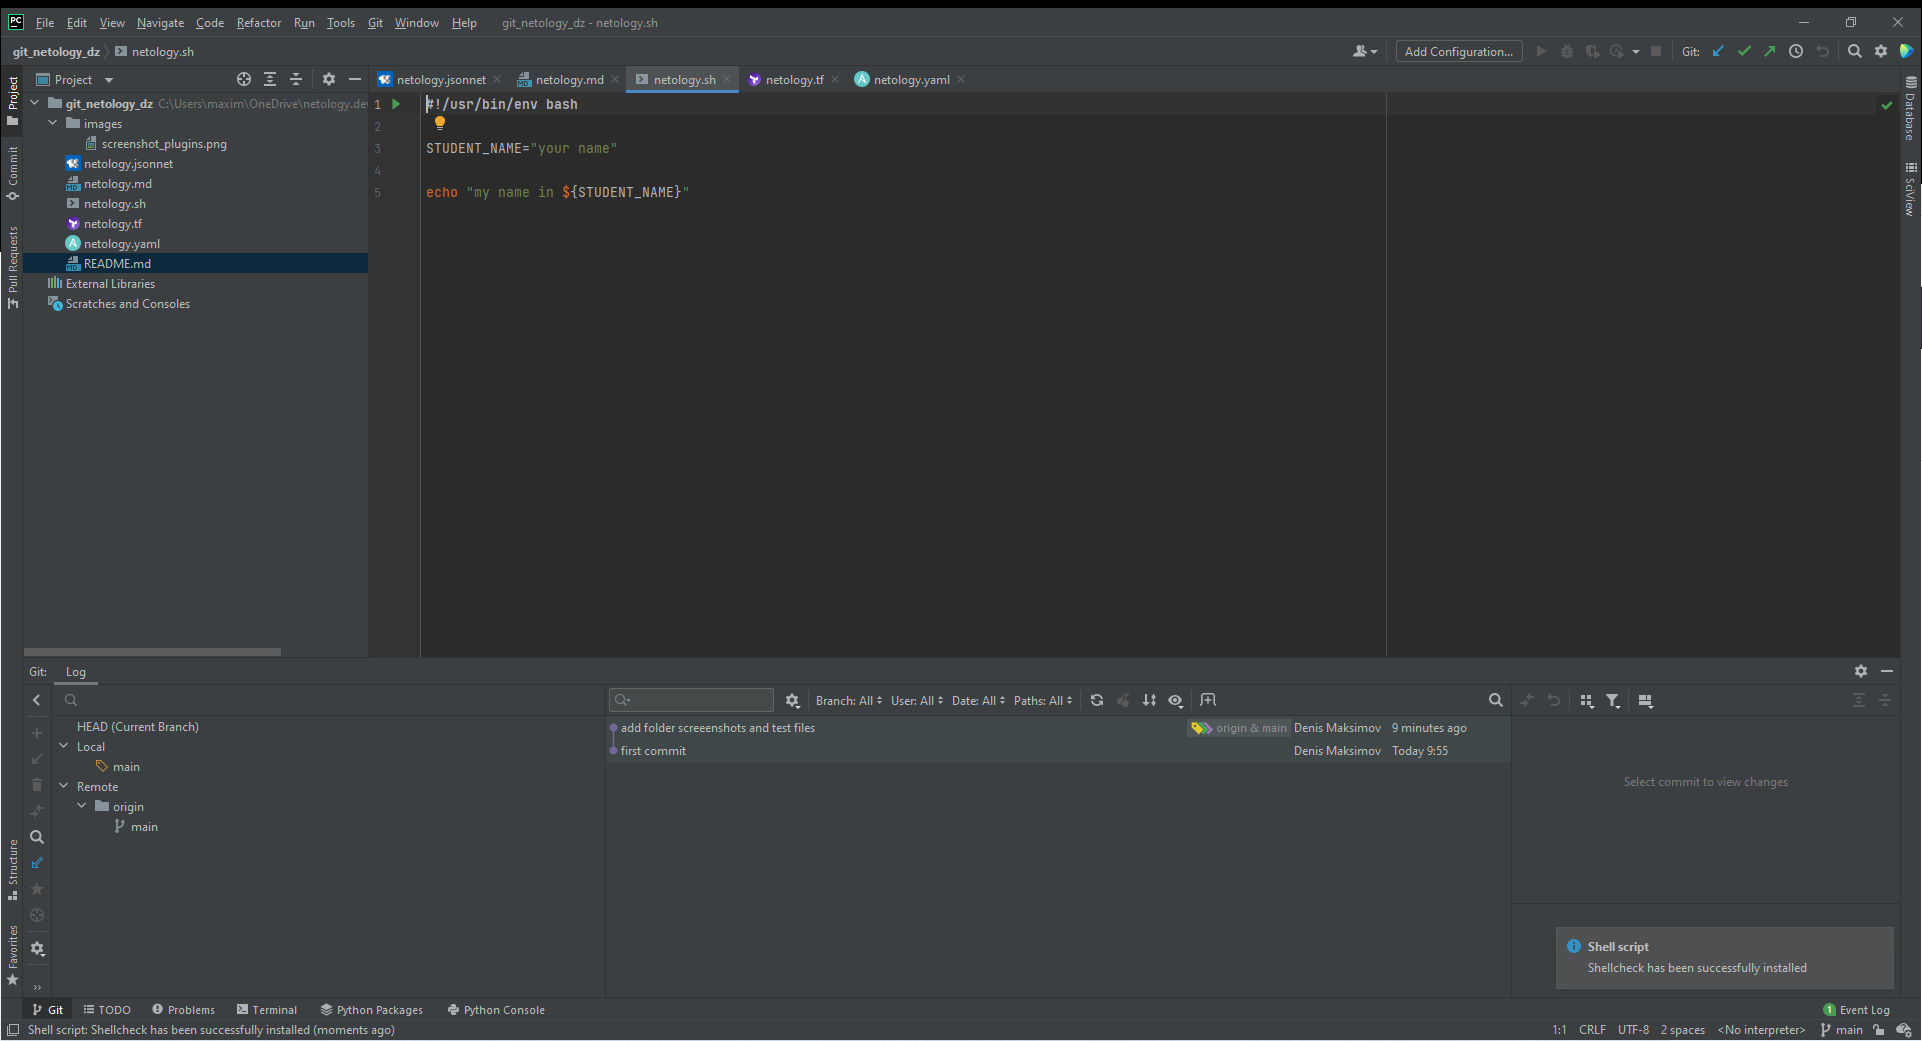 PC File Edit View Navigate Code Refactor Run Tools Git Window Help git_netology_dz - netology.sh
git_netology_dz netology.sh Add Configuration... Git:
Project netology.jsonnet netology.md netology.sh netology.tf netology.yaml
git_netology_dz C:\Users\maxim\OneDrive\netology.de
images
screenshot_plugins.png
netology.jsonnet
netology.md
netology.sh
netology.tf
netology.yaml
README.md
External Libraries
Scratches and Consoles
Project
Commit
Pull Requests
Structure
Favorites
1 #!/usr/bin/env bash
2
3 STUDENT_NAME="your name"
4
5 echo "my name in ${STUDENT_NAME}"
Database
SciView
Git: Log
HEAD (Current Branch)
Local
main
Remote
origin
main
Branch: All User: All Date: All Paths: All
add folder screeenshots and test files origin & main Denis Maksimov 9 minutes ago
first commit Denis Maksimov Today 9:55
Select commit to view changes
Shell script
Shellcheck has been successfully installed
Git TODO Problems Terminal Python Packages Python Console 1 Event Log
Shell script: Shellcheck has been successfully installed (moments ago) 1:1 CRLF UTF-8 2 spaces <No interpreter> main